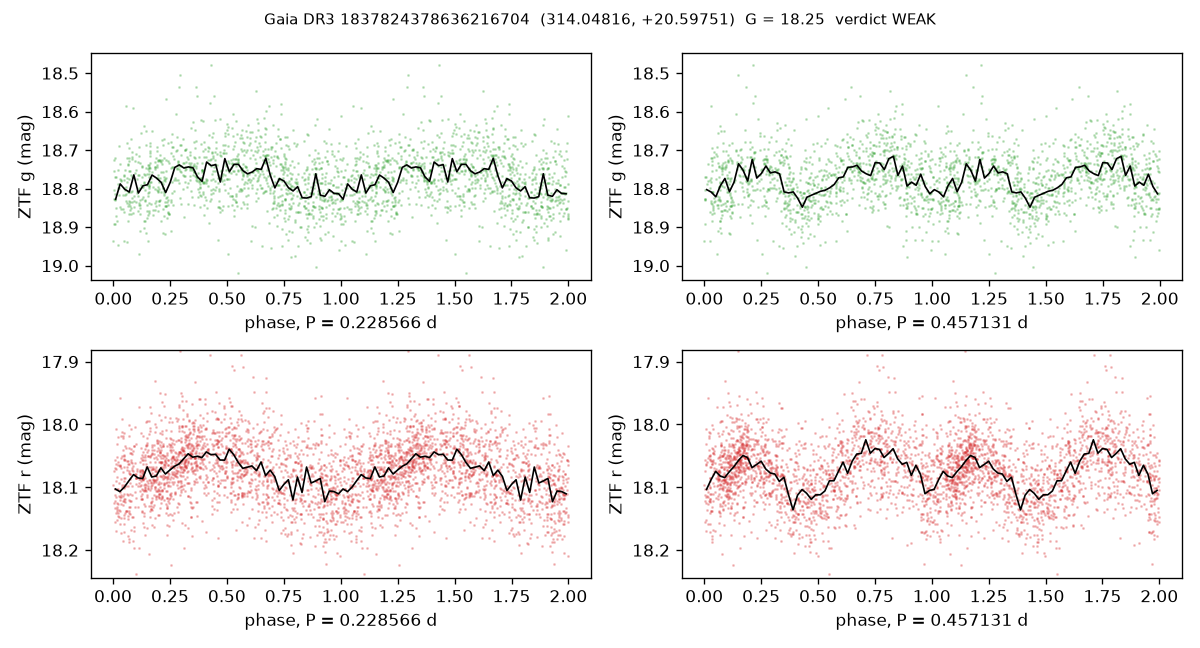 Gaia DR3 1837824378636216704 (314.04816, +20.59751) G = 18.25 verdict WEAK
ZTF g (mag)
18.5
18.6
18.7
18.8
18.9
19.0
0.00 0.25 0.50 0.75 1.00 1.25 1.50 1.75 2.00
phase, P = 0.228566 d
ZTF g (mag)
18.5
18.6
18.7
18.8
18.9
19.0
0.00 0.25 0.50 0.75 1.00 1.25 1.50 1.75 2.00
phase, P = 0.457131 d
ZTF r (mag)
17.9
18.0
18.1
18.2
0.00 0.25 0.50 0.75 1.00 1.25 1.50 1.75 2.00
phase, P = 0.228566 d
ZTF r (mag)
17.9
18.0
18.1
18.2
0.00 0.25 0.50 0.75 1.00 1.25 1.50 1.75 2.00
phase, P = 0.457131 d